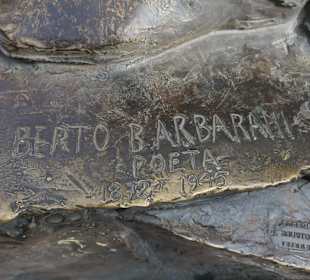 BERTO BARBARANI
POETA
1872 * 1945